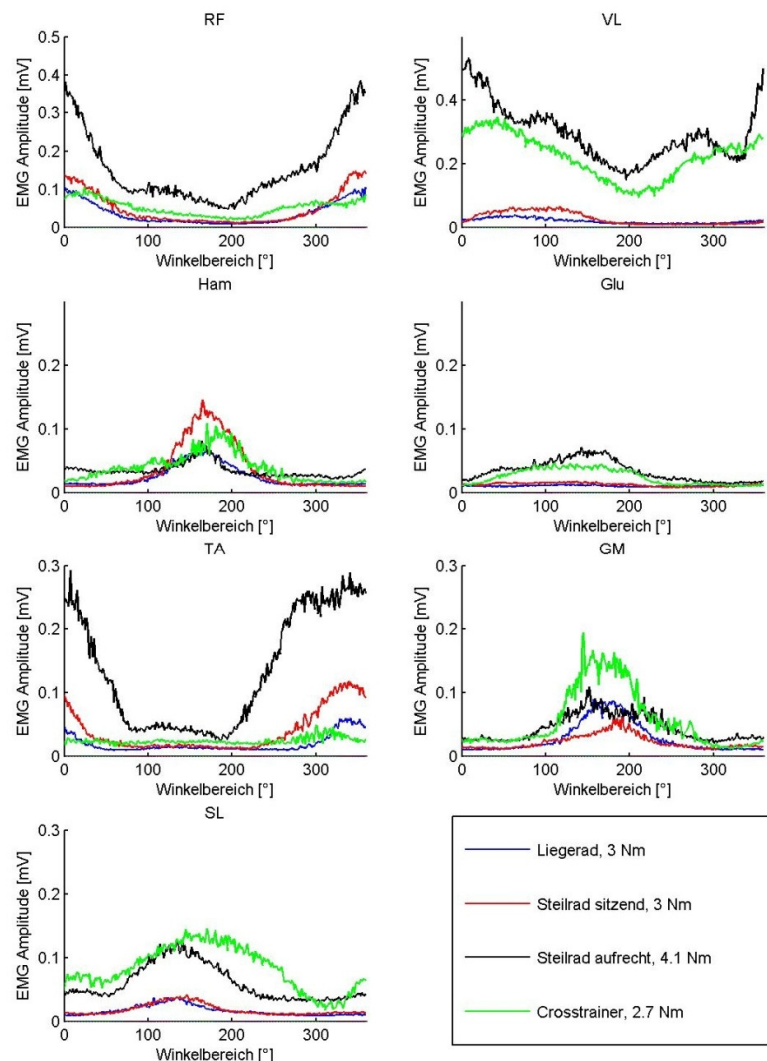 RF
EMG Amplitude [mV]
0.5
0.4
0.3
0.2
0.1
0
0 100 200 300
Winkelbereich [°]
VL
EMG Amplitude [mV]
0.4
0.2
0
0 100 200 300
Winkelbereich [°]
Ham
EMG Amplitude [mV]
0.2
0.1
0
0 100 200 300
Winkelbereich [°]
Glu
EMG Amplitude [mV]
0.2
0.1
0
0 100 200 300
Winkelbereich [°]
TA
EMG Amplitude [mV]
0.3
0.2
0.1
0
0 100 200 300
Winkelbereich [°]
GM
EMG Amplitude [mV]
0.3
0.2
0.1
0
0 100 200 300
Winkelbereich [°]
SL
EMG Amplitude [mV]
0.3
0.2
0.1
0
0 100 200 300
Winkelbereich [°]
Liegerad, 3 Nm
Steilrad sitzend, 3 Nm
Steilrad aufrecht, 4.1 Nm
Crosstrainer, 2.7 Nm